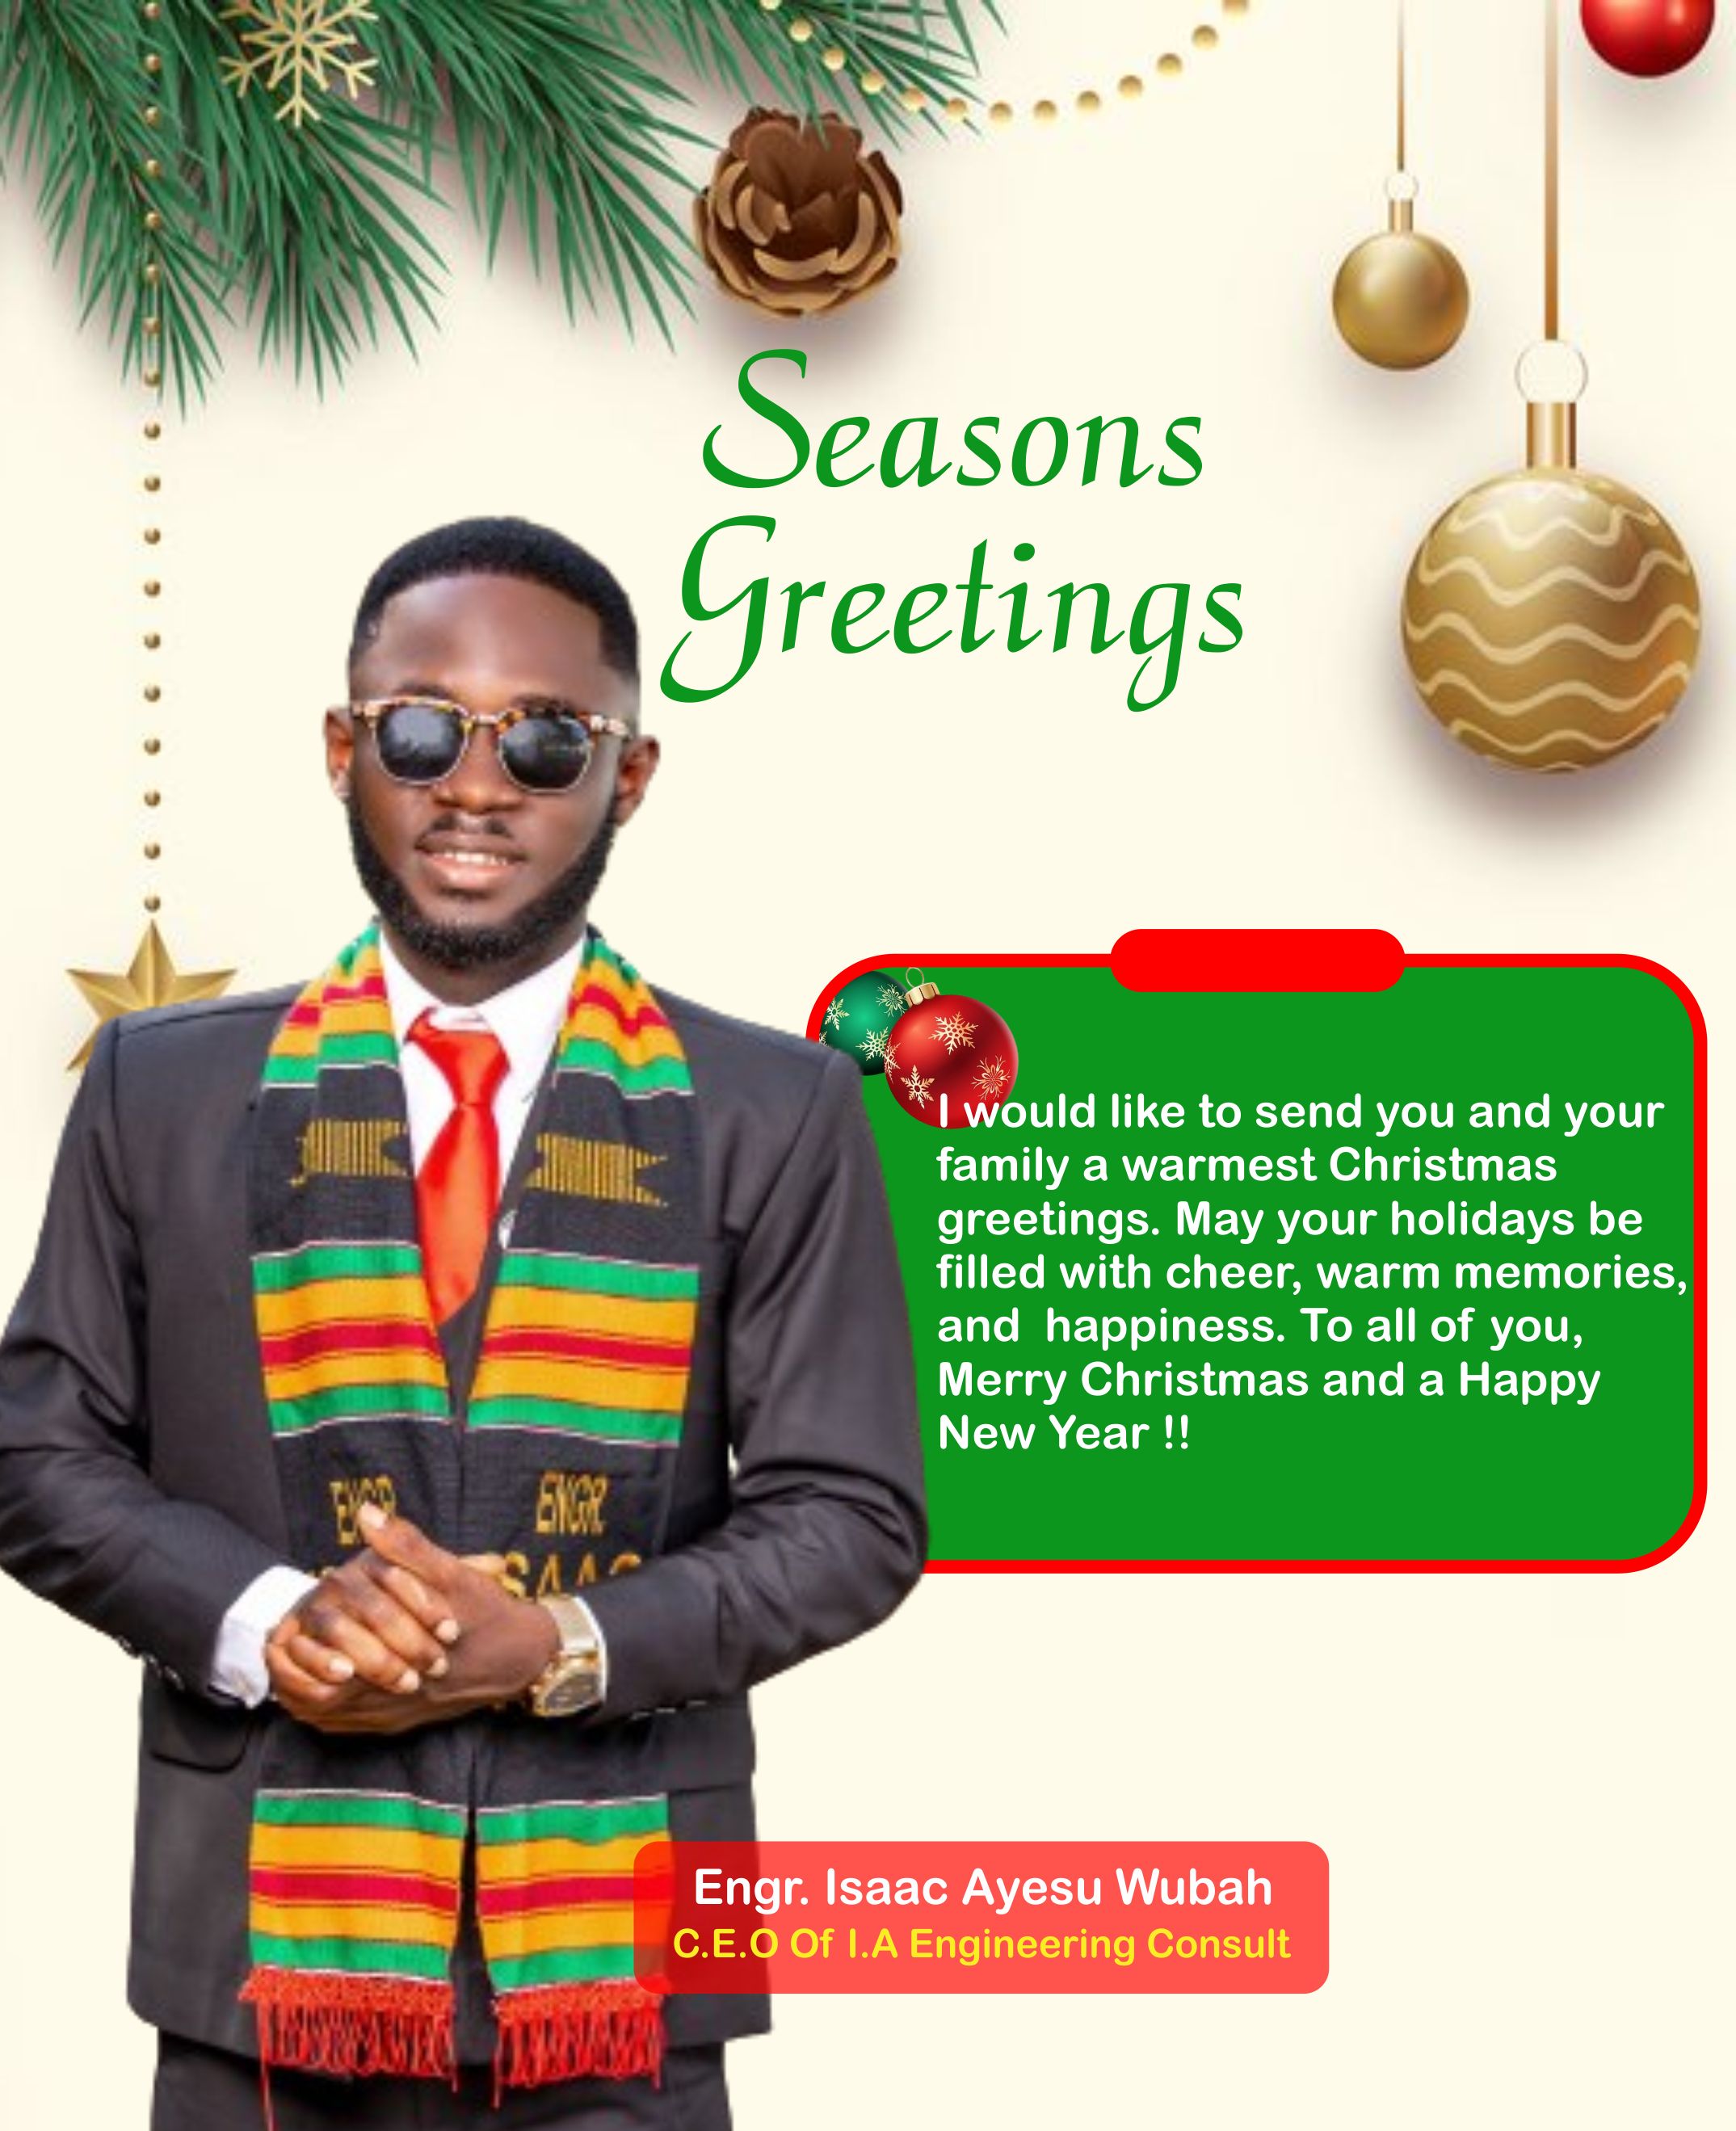 Seasons
Greetings
I would like to send you and your
family a warmest Christmas
greetings. May your holidays be
filled with cheer, warm memories,
and happiness. To all of you,
Merry Christmas and a Happy
New Year !!
ENGR
ENGR
Engr. Isaac Ayesu Wubah
C.E.O Of I.A Engineering Consult